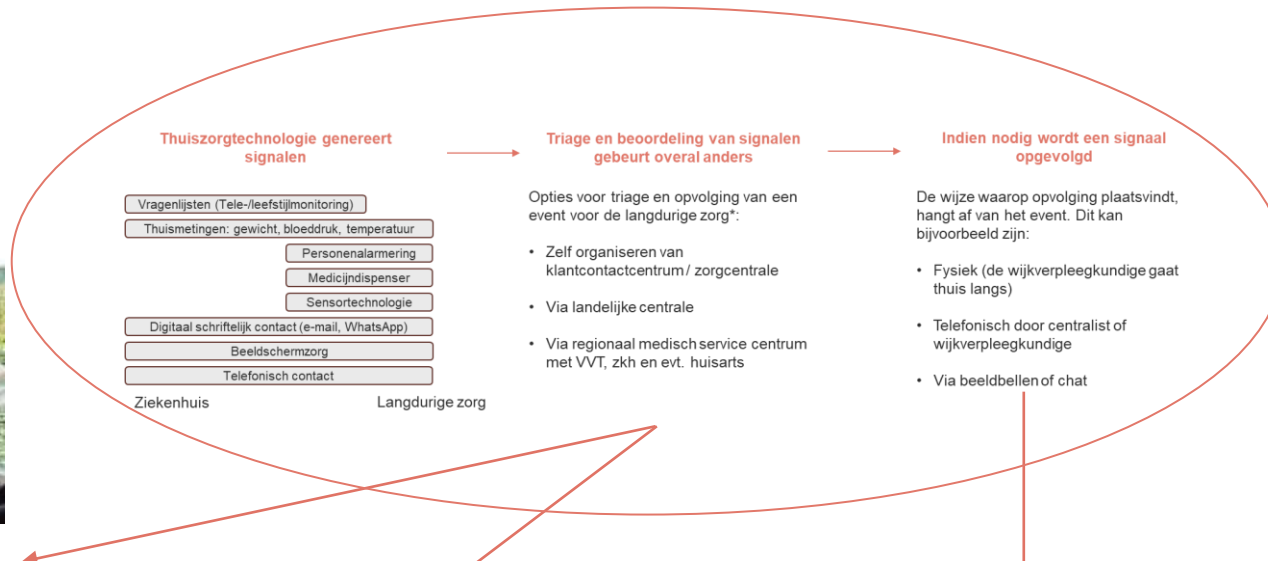 Thuiszorgtechnologie genereert
signalen
Vragenlijsten (Tele-/leefstijlmonitoring)
Thuismetingen: gewicht, bloeddruk, temperatuur
Personenalarmering
Medicijndispenser
Sensortechnologie
Digitaal schriftelijk contact (e-mail, WhatsApp)
Beeldschermzorg
Telefonisch contact
Ziekenhuis Langdurige zorg
Triage en beoordeling van signalen
gebeurt overal anders
Opties voor triage en opvolging van een
event voor de langdurige zorg*:
• Zelf organiseren van
klantcontactcentrum / zorgcentrale
• Via landelijke centrale
• Via regionaal medisch service centrum
met VVT, zkh en evt. huisarts
Indien nodig wordt een signaal
opgevolgd
De wijze waarop opvolging plaatsvindt,
hangt af van het event. Dit kan
bijvoorbeeld zijn:
• Fysiek (de wijkverpleegkundige gaat
thuis langs)
• Telefonisch door centralist of
wijkverpleegkundige
• Via beeldbellen of chat